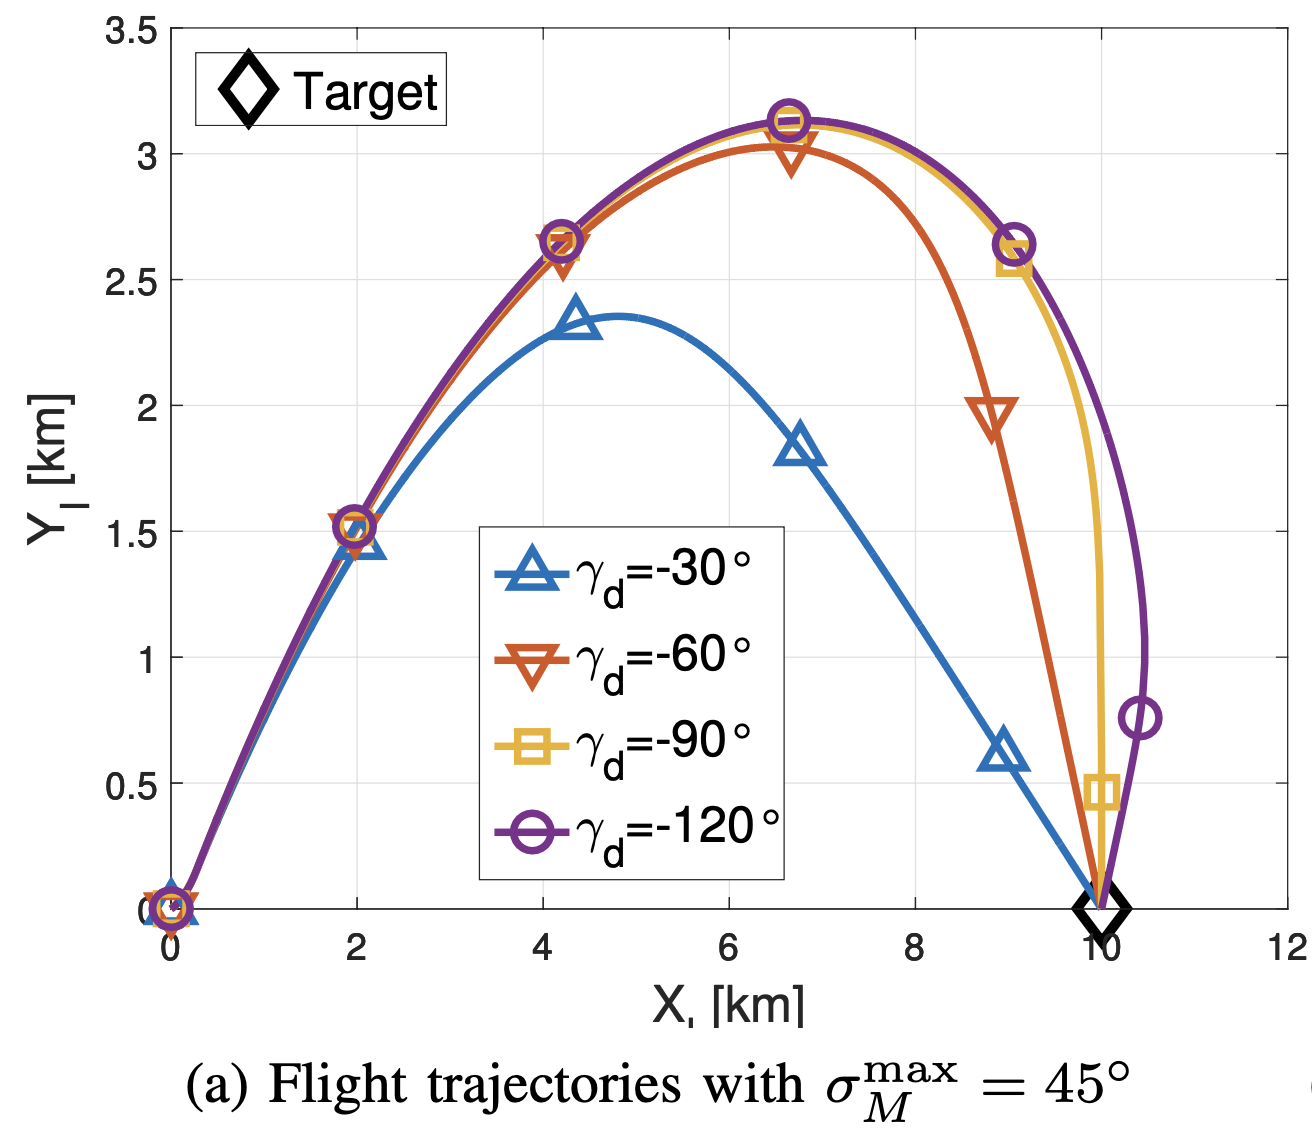 3.5
Target
3
2.5
2
1.5
1
0.5
0
0 2 4 6 8 10 12
Y_I [km]
γ_d=-30°
γ_d=-60°
γ_d=-90°
γ_d=-120°
X_I [km]
(a) Flight trajectories with σ_M^max = 45°